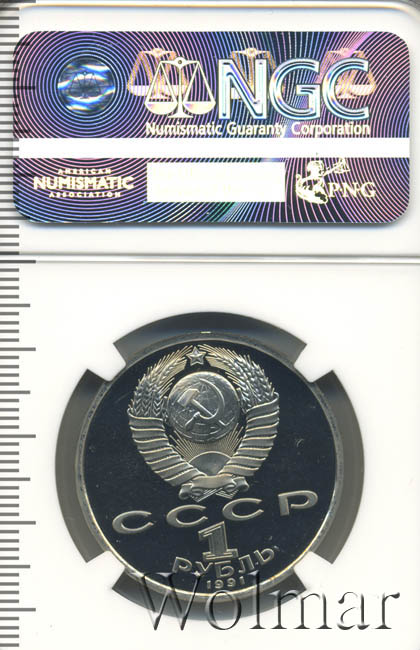 NGC
Numismatic Guaranty Corporation
AMERICAN
NUMISMATIC
ASSOCIATION
PNG
СССР
1
РУБЛЬ
1991
Wolmar